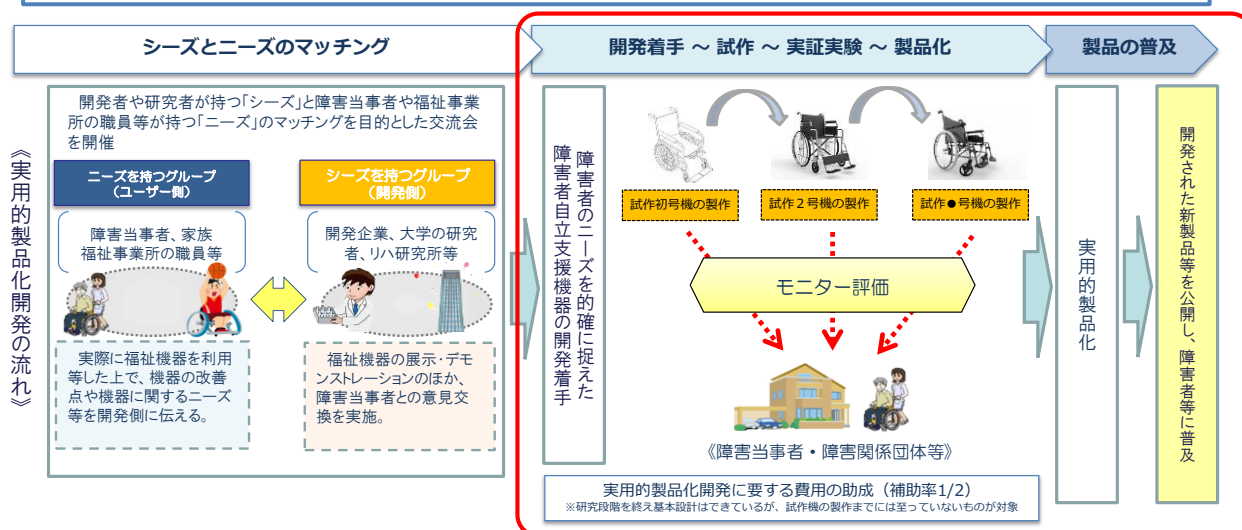 シーズとニーズのマッチング
開発着手 ～ 試作 ～ 実証実験 ～ 製品化
製品の普及
《実用的製品化開発の流れ》
開発者や研究者が持つ「シーズ」と障害当事者や福祉事業
所の職員等が持つ「ニーズ」のマッチングを目的とした交流会
を開催
ニーズを持つグループ
（ユーザー側）
シーズを持つグループ
（開発側）
障害当事者、家族
福祉事業所の職員等
開発企業、大学の研究
者、リハ研究所等
実際に福祉機器を利用
等した上で、機器の改善
点や機器に関するニーズ
等を開発側に伝える。
福祉機器の展示・デモ
ンストレーションのほか、
障害当事者との意見交
換を実施。
障害者のニーズを的確に捉えた
障害者自立支援機器の開発着手
試作初号機の製作
試作２号機の製作
試作●号機の製作
モニター評価
《障害当事者・障害関係団体等》
実用的製品化開発に要する費用の助成（補助率1/2）
※研究段階を終え基本設計はできているが、試作機の製作までには至っていないものが対象
実用的製品化
開発された新製品等を公開し、障害者等に普及